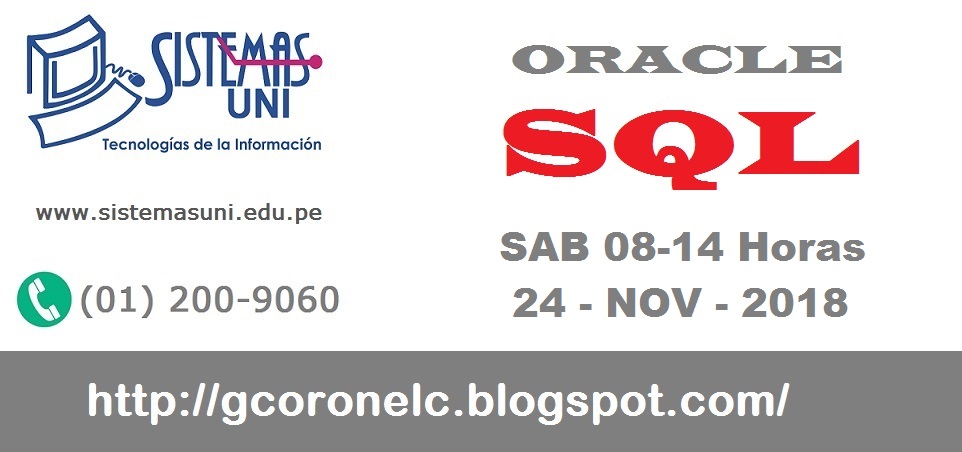 SISTEMAS
UNI
Tecnologías de la Información
www.sistemasuni.edu.pe
(01) 200-9060
ORACLE
SQL
SAB 08-14 Horas
24 - NOV - 2018
http://gcoronelc.blogspot.com/